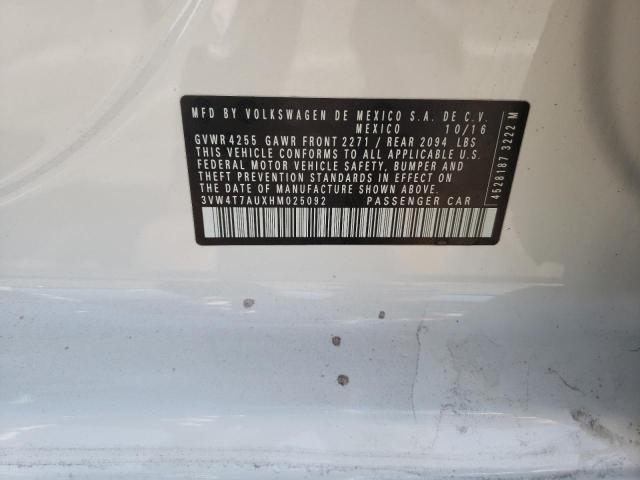 MFD BY VOLKSWAGEN DE MEXICO S.A. DE C.V.
MEXICO 10/16
GVWR 4255 GAWR FRONT 2271 / REAR 2094 LBS
THIS VEHICLE CONFORMS TO ALL APPLICABLE U.S.
FEDERAL MOTOR VEHICLE SAFETY, BUMPER AND
THEFT PREVENTION STANDARDS IN EFFECT ON
THE DATE OF MANUFACTURE SHOWN ABOVE.
3VW4T7AUXHM025092 PASSENGER CAR
4528187 3222 M